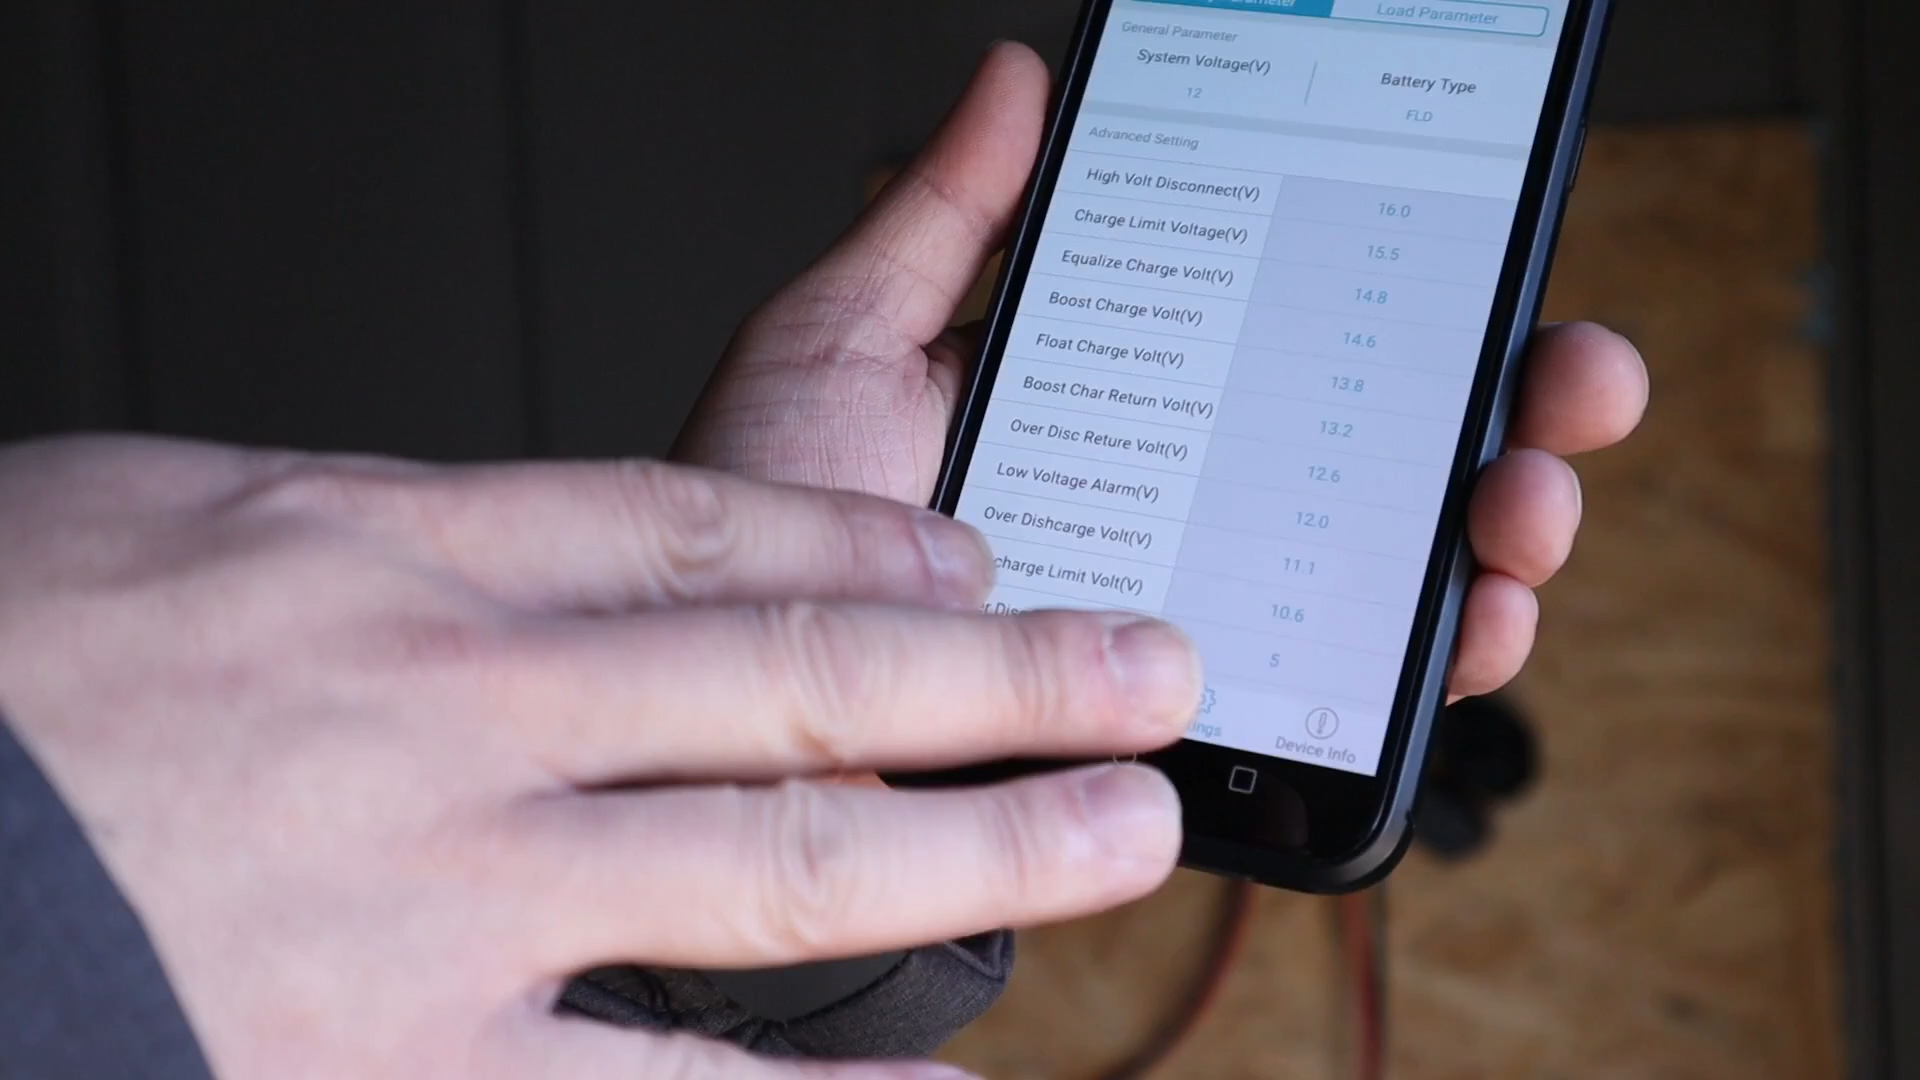 Parameter
Load Parameter
General Parameter
System Voltage(V)
12
Battery Type
FLD
Advanced Setting
High Volt Disconnect(V)
16.0
Charge Limit Voltage(V)
15.5
Equalize Charge Volt(V)
14.8
Boost Charge Volt(V)
14.6
Float Charge Volt(V)
13.8
Boost Char Return Volt(V)
13.2
Over Disc Reture Volt(V)
12.6
Low Voltage Alarm(V)
12.0
Over Dishcarge Volt(V)
11.1
charge Limit Volt(V)
10.6
r Dis
5
ings
Device Info